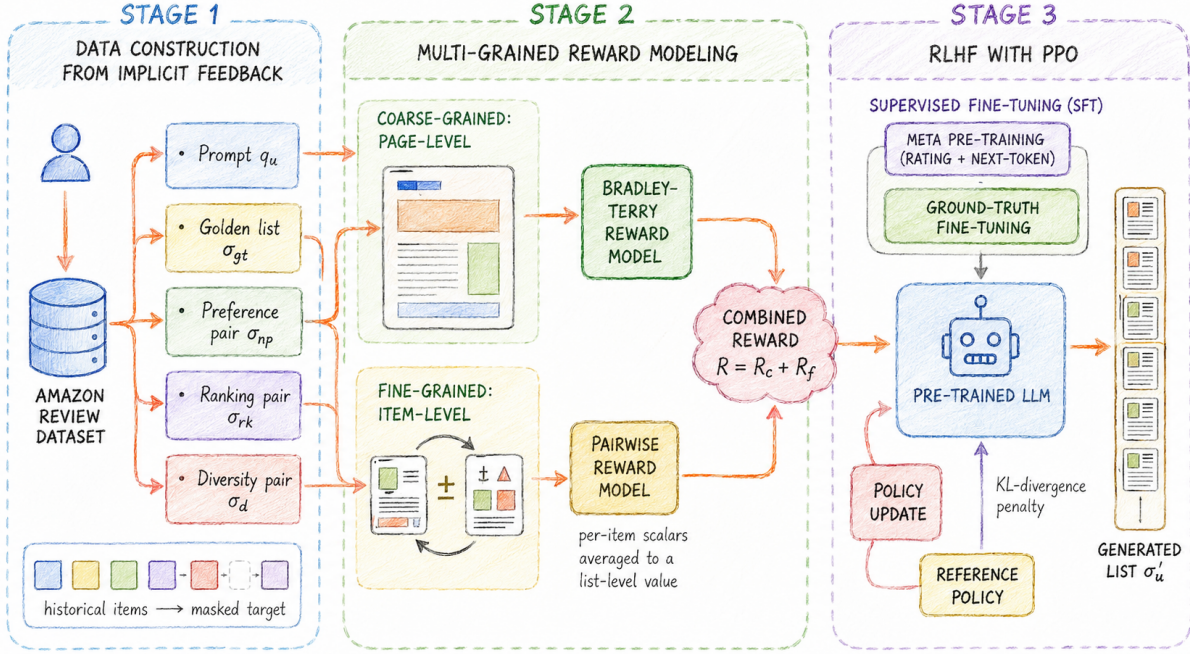 STAGE 1
DATA CONSTRUCTION
FROM IMPLICIT FEEDBACK
• Prompt qu
• Golden list
σgt
• Preference
pair σnp
• Ranking pair
σrk
• Diversity pair
σd
AMAZON
REVIEW
DATASET
historical items → masked target
STAGE 2
MULTI-GRAINED REWARD MODELING
COARSE-GRAINED:
PAGE-LEVEL
BRADLEY-
TERRY
REWARD
MODEL
FINE-GRAINED:
ITEM-LEVEL
±
PAIRWISE
REWARD
MODEL
per-item scalars
averaged to a
list-level value
COMBINED
REWARD
R = Rc + Rf
STAGE 3
RLHF WITH PPO
SUPERVISED FINE-TUNING (SFT)
META PRE-TRAINING
(RATING + NEXT-TOKEN)
GROUND-TRUTH
FINE-TUNING
PRE-TRAINED LLM
POLICY
UPDATE
KL-divergence
penalty
REFERENCE
POLICY
GENERATED
LIST σ'u